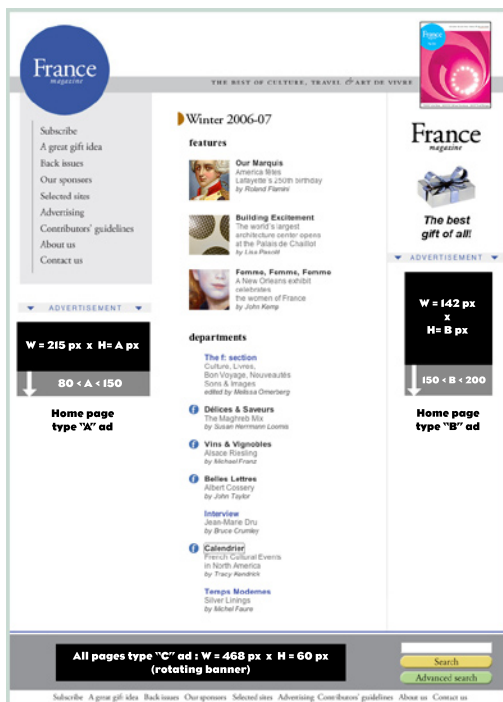 France
magazine
THE BEST OF CULTURE, TRAVEL & ART DE VIVRE
France
Subscribe
A great gift idea
Back issues
Our sponsors
Selected sites
Advertising
Contributors' guidelines
About us
Contact us
ADVERTISEMENT
W = 215 px x H= A px
80 < A < 150
Home page
type "A" ad
Winter 2006-07
features
Our Marquis
America fêtes
Lafayette's 250th birthday
by Roland Flamini
Building Excitement
The world's largest
architecture center opens
at the Palais de Chaillot
by Lisa Pasold
Femme, Femme, Femme
A New Orleans exhibit
celebrates
the women of France
by John Kemp
departments
The f: section
Culture, Livres,
Bon Voyage, Nouveautés
Sons & Images
edited by Melissa Omerberg
f Délices & Saveurs
The Maghreb Mix
by Susan Herrmann Loomis
f Vins & Vignobles
Alsace Riesling
by Michael Franz
f Belles Lettres
Albert Cossery
by John Taylor
Interview
Jean-Marie Dru
by Bruce Crumley
f Calendrier
French Cultural Events
in North America
by Tracy Kendrick
Temps Modernes
Silver Linings
by Michel Faure
France
magazine
The best
gift of all!
ADVERTISEMENT
W = 142 px
x
H= B px
150 < B < 200
Home page
type "B" ad
All pages type "C" ad : W = 468 px x H = 60 px
(rotating banner)
Search
Advanced search
Subscribe A great gift idea Back issues Our sponsors Selected sites Advertising Contributors' guidelines About us Contact us